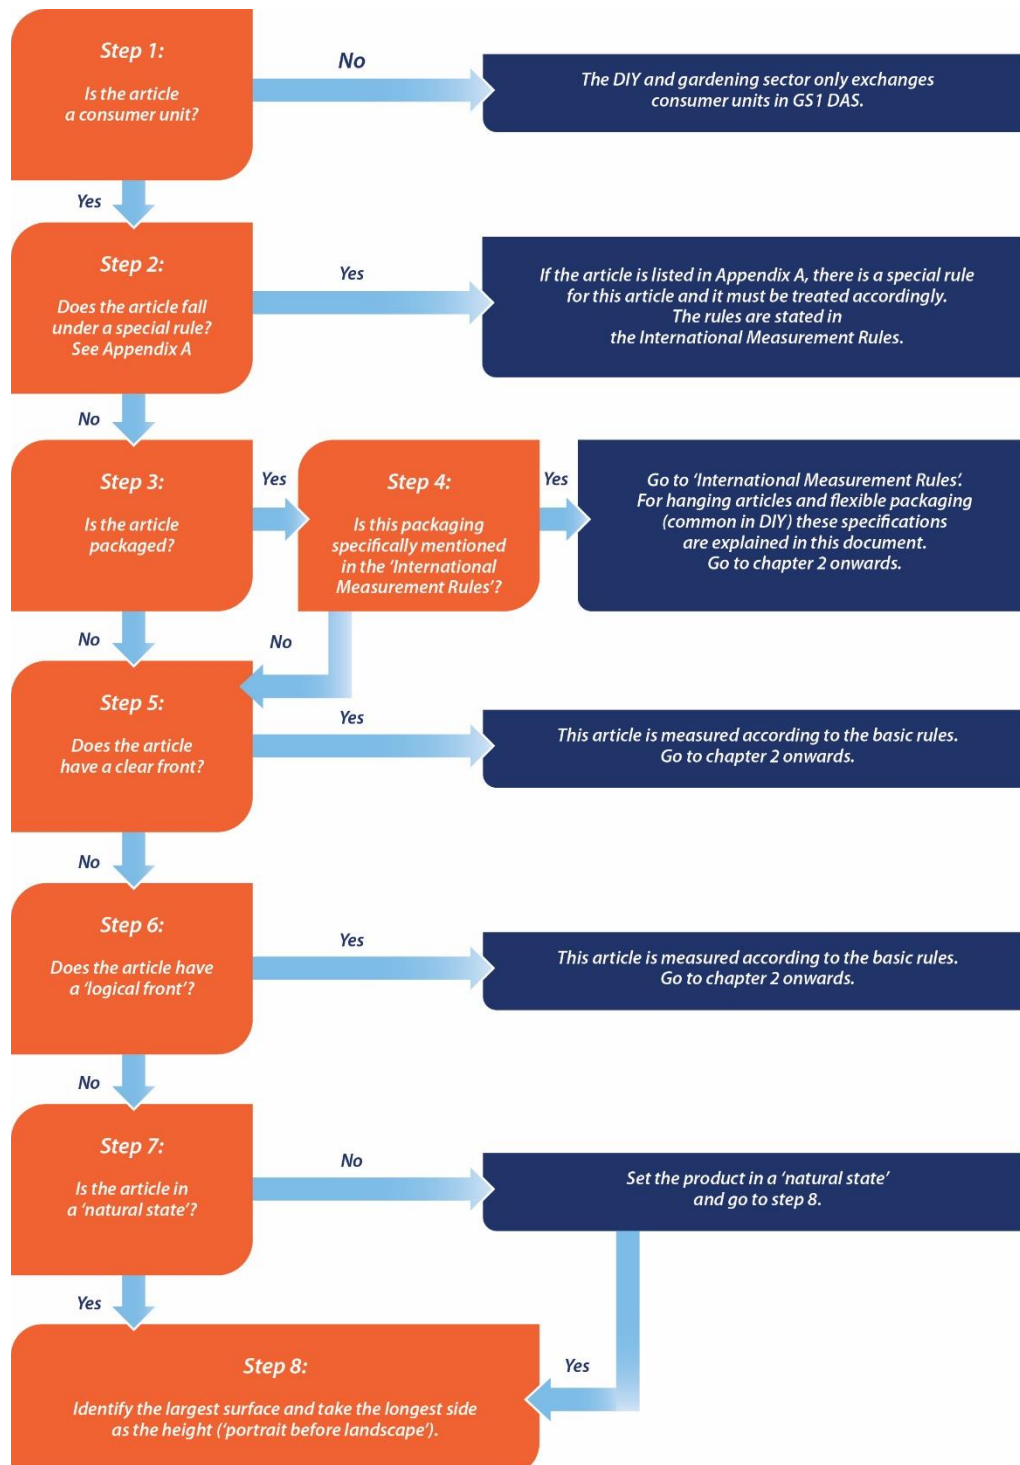 Step 1:
Is the article
a consumer unit?
No
The DIY and gardening sector only exchanges
consumer units in GS1 DAS.
Yes
Step 2:
Does the article fall
under a special rule?
See Appendix A
Yes
If the article is listed in Appendix A, there is a special rule
for this article and it must be treated accordingly.
The rules are stated in
the International Measurement Rules.
No
Step 3:
Is the article
packaged?
Yes
Step 4:
Is this packaging
specifically mentioned
in the ‘International
Measurement Rules’?
Yes
Go to ‘International Measurement Rules’.
For hanging articles and flexible packaging
(common in DIY) these specifications
are explained in this document.
Go to chapter 2 onwards.
No
No
Step 5:
Does the article
have a clear front?
Yes
This article is measured according to the basic rules.
Go to chapter 2 onwards.
No
Step 6:
Does the article have
a ‘logical front’?
Yes
This article is measured according to the basic rules.
Go to chapter 2 onwards.
No
Step 7:
Is the article in
a ‘natural state’?
No
Set the product in a ‘natural state’
and go to step 8.
Yes
Step 8:
Identify the largest surface and take the longest side
as the height (‘portrait before landscape’).
Yes